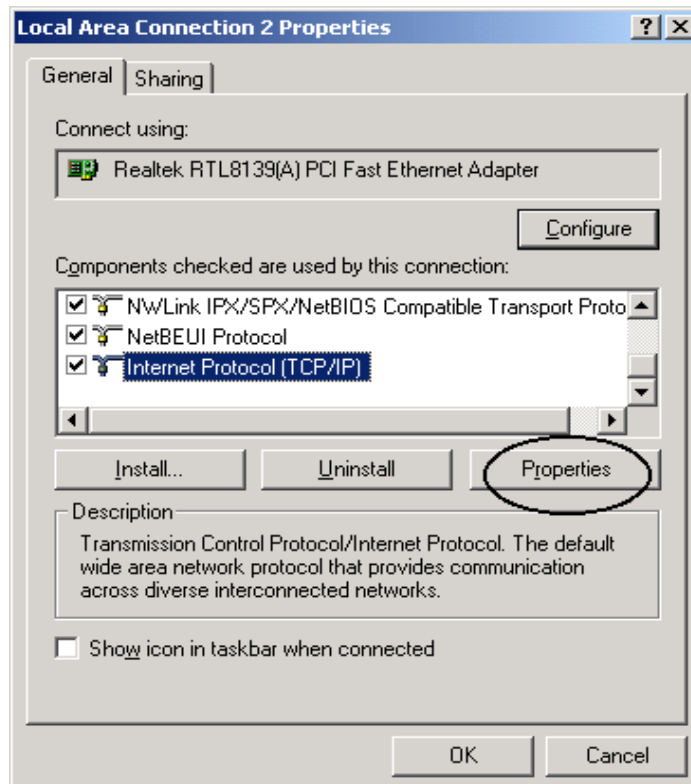 Local Area Connection 2 Properties
General
Sharing
Connect using:
Realtek RTL8139(A) PCI Fast Ethernet Adapter
Configure
Components checked are used by this connection:
NWLink IPX/SPX/NetBIOS Compatible Transport Proto
NetBEUI Protocol
Internet Protocol (TCP/IP)
Install...
Uninstall
Properties
Description
Transmission Control Protocol/Internet Protocol. The default
wide area network protocol that provides communication
across diverse interconnected networks.
Show icon in taskbar when connected
OK
Cancel